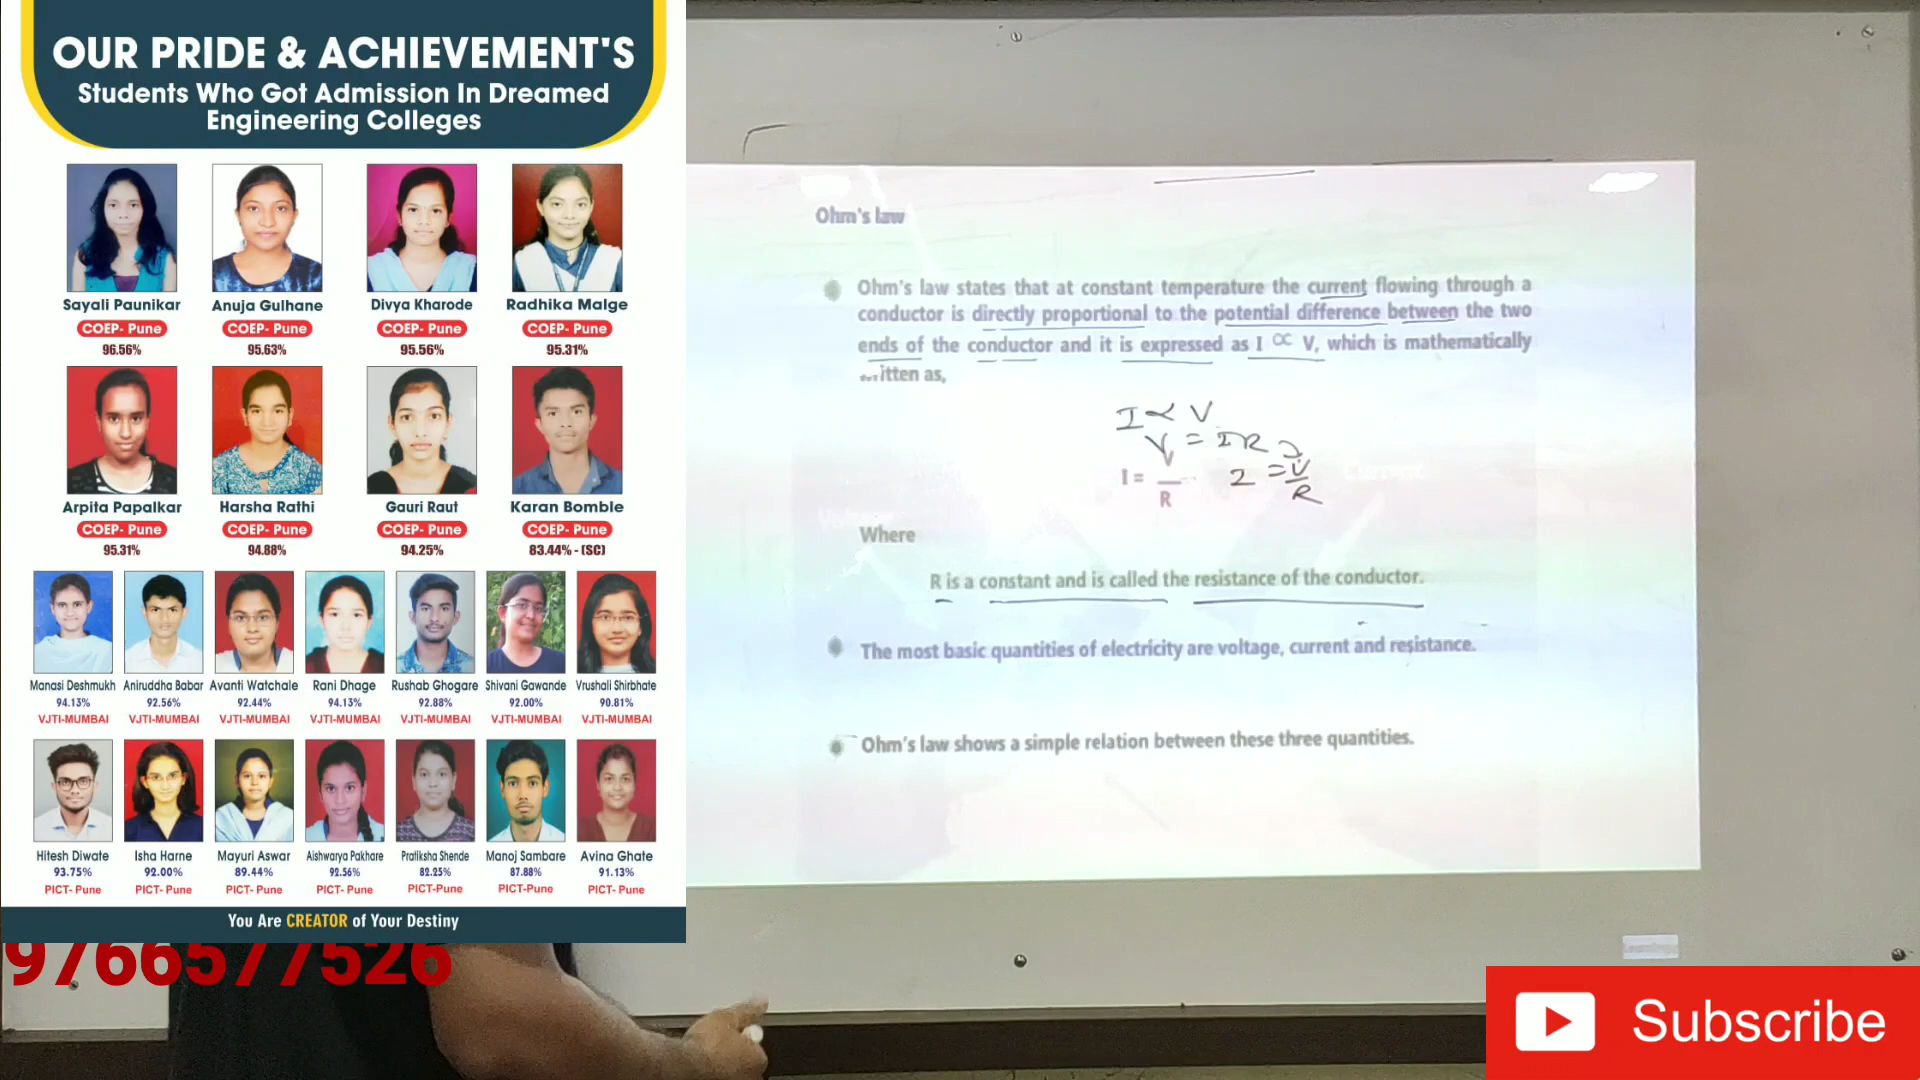 OUR PRIDE & ACHIEVEMENT'S
Students Who Got Admission In Dreamed
Engineering Colleges
Sayali Paunikar Anuja Gulhane Divya Kharode Radhika Malge
COEP- Pune COEP- Pune COEP- Pune COEP- Pune
96.56% 95.63% 95.56% 95.31%
Arpita Papalkar Harsha Rathi Gauri Raut Karan Bomble
COEP- Pune COEP- Pune COEP- Pune COEP- Pune
95.31% 94.88% 94.25% 83.44% - (SC)
Manasi Deshmukh Aniruddha Babar Avanti Watchale Rani Dhage Rushab Ghogare Shivani Gawande Vrushali Shirbhate
94.13% 92.56% 92.44% 94.13% 92.88% 92.00% 90.81%
VJTI-MUMBAI VJTI-MUMBAI VJTI-MUMBAI VJTI-MUMBAI VJTI-MUMBAI VJTI-MUMBAI VJTI-MUMBAI
Hitesh Diwate Isha Harne Mayuri Aswar Aishwarya Pakhare Pratiksha Shende Manoj Sambare Avina Ghate
93.75% 92.00% 89.44% 92.56% 82.25% 87.88% 91.13%
PICT- Pune PICT- Pune PICT- Pune PICT- Pune PICT-Pune PICT-Pune PICT- Pune
You Are CREATOR of Your Destiny
9766577526
Ohm's law
Ohm's law states that at constant temperature the current flowing through a
conductor is directly proportional to the potential difference between the two
ends of the conductor and it is expressed as I ∝ V, which is mathematically
written as,
I ∝ V
V = IR
I = V/R I = V/R
Where
R is a constant and is called the resistance of the conductor.
The most basic quantities of electricity are voltage, current and resistance.
Ohm's law shows a simple relation between these three quantities.
Subscribe